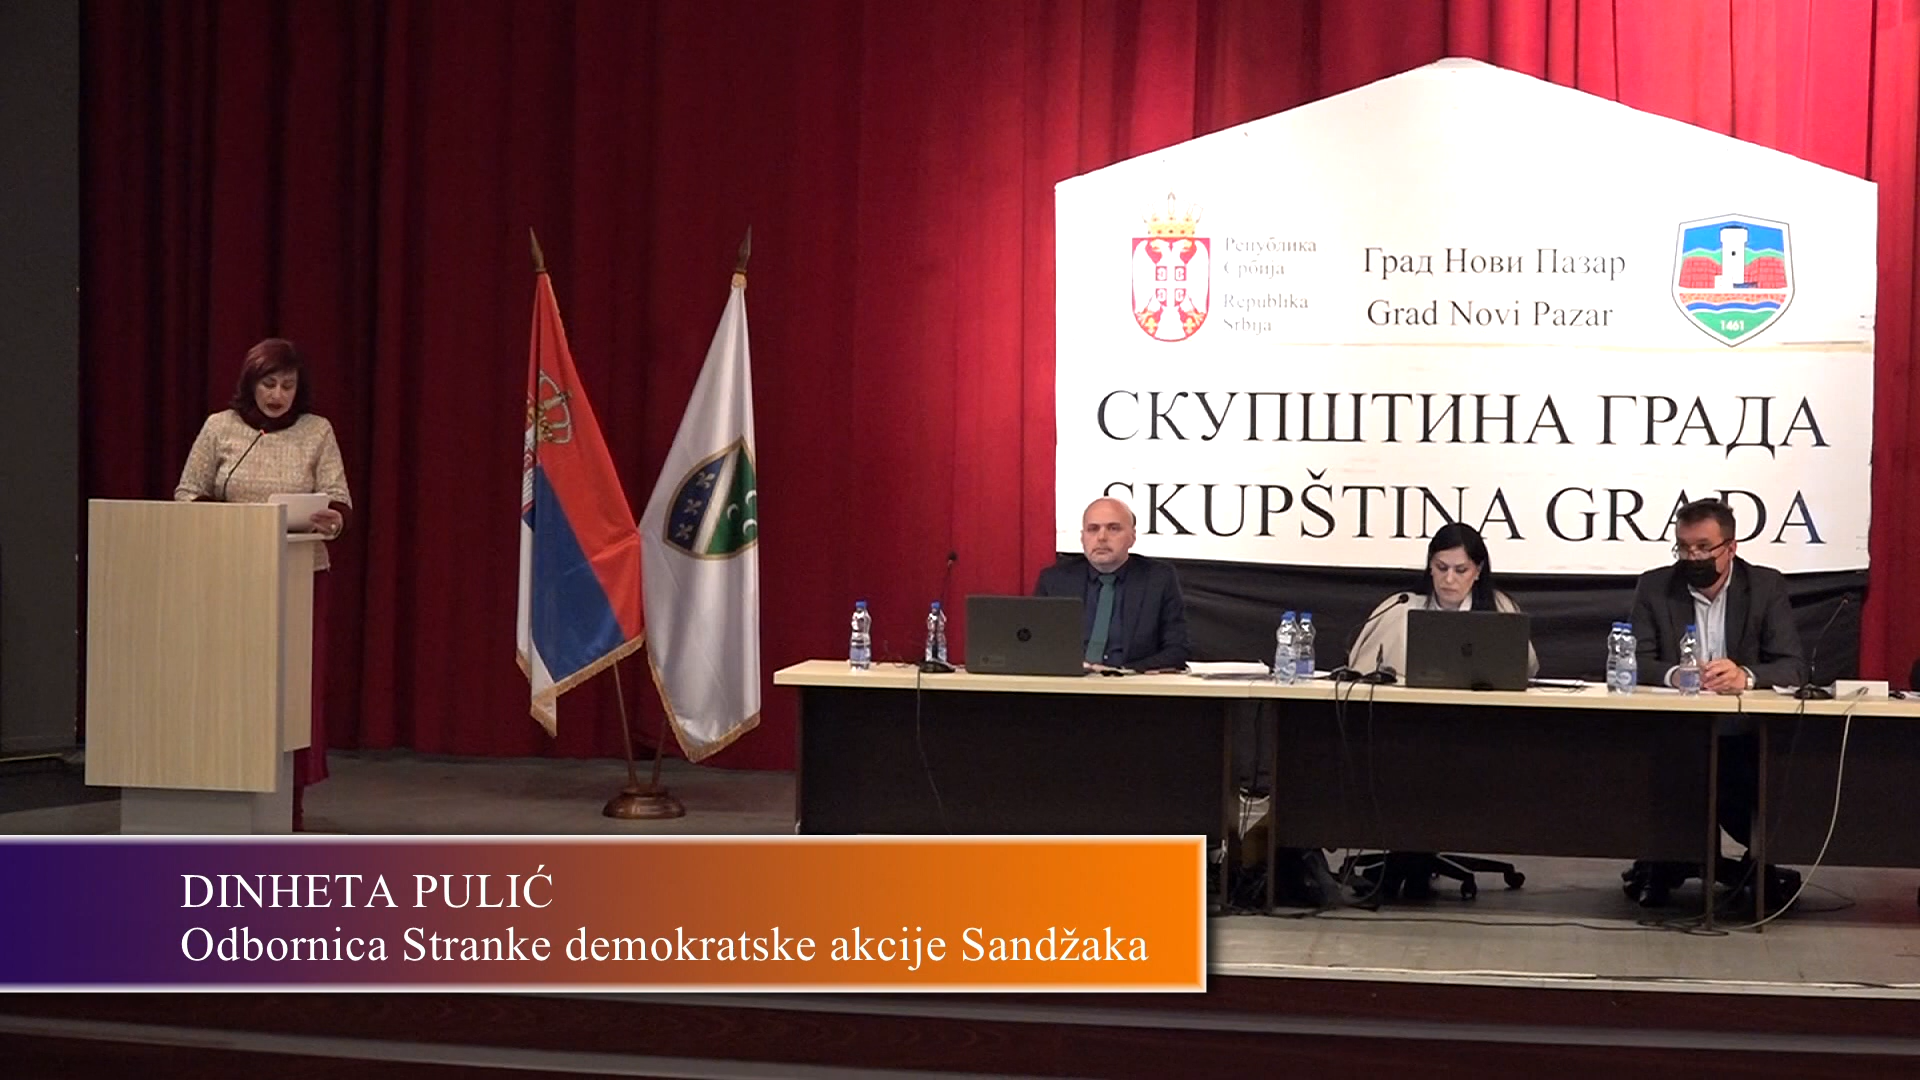 Република
Србија
Republika
Srbija
Град Нови Пазар
Grad Novi Pazar
1461
СКУПШТИНА ГРАДА
SKUPŠTINA GRADA
DINHETA PULIĆ
Odbornica Stranke demokratske akcije Sandžaka